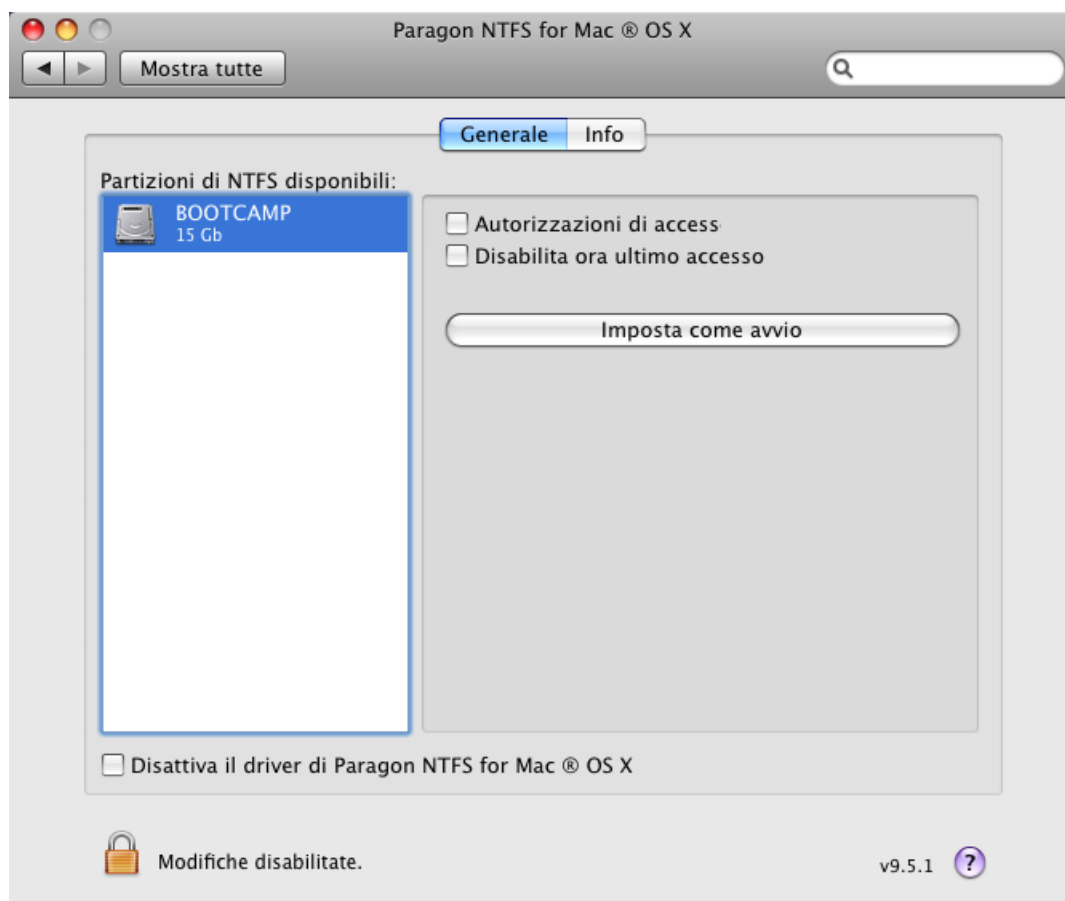 Paragon NTFS for Mac ® OS X
Mostra tutte
Generale Info
Partizioni di NTFS disponibili:
BOOTCAMP
15 Gb
Autorizzazioni di access
Disabilita ora ultimo accesso
Imposta come avvio
Disattiva il driver di Paragon NTFS for Mac ® OS X
Modifiche disabilitate.
v9.5.1 ?